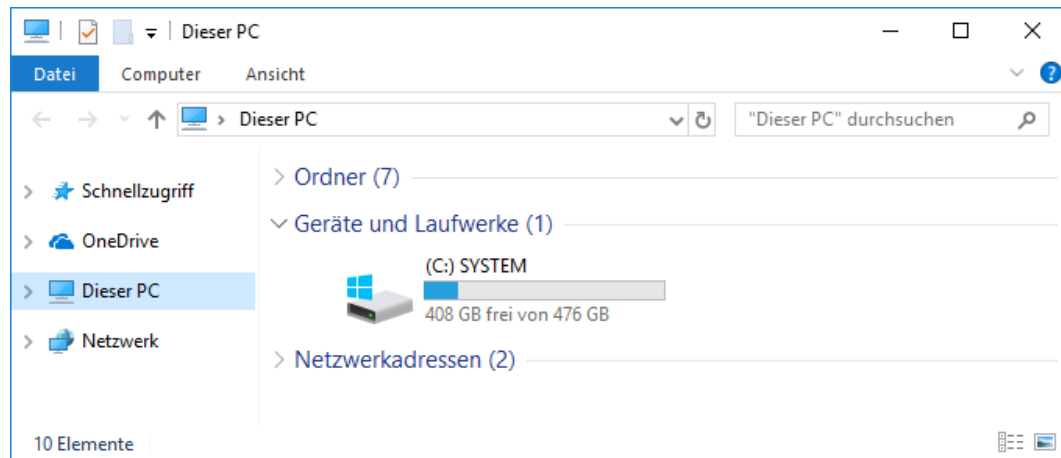 Dieser PC
Datei Computer Ansicht
Dieser PC "Dieser PC" durchsuchen
Schnellzugriff
OneDrive
Dieser PC
Netzwerk
Ordner (7)
Geräte und Laufwerke (1)
(C:) SYSTEM
408 GB frei von 476 GB
Netzwerkadressen (2)
10 Elemente